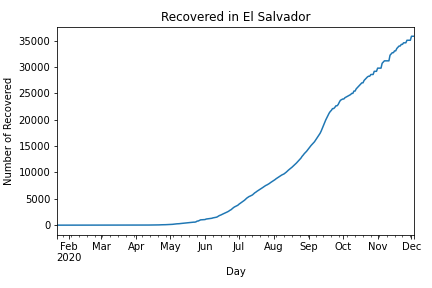 Recovered in El Salvador
Number of Recovered
35000
30000
25000
20000
15000
10000
5000
0
Feb Mar Apr May Jun Jul Aug Sep Oct Nov Dec
2020
Day